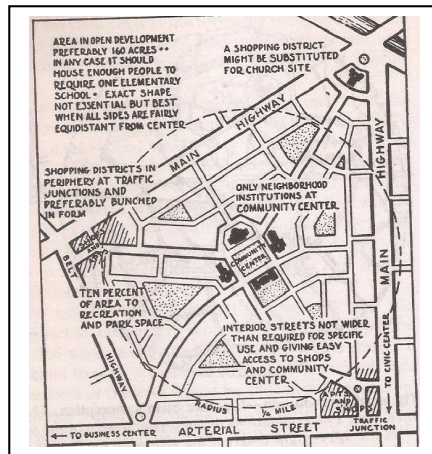 AREA IN OPEN DEVELOPMENT
PREFERABLY 160 ACRES ••
IN ANY CASE IT SHOULD
HOUSE ENOUGH PEOPLE TO
REQUIRE ONE ELEMENTARY
SCHOOL • EXACT SHAPE
NOT ESSENTIAL BUT BEST
WHEN ALL SIDES ARE FAIRLY
EQUIDISTANT FROM CENTER
A SHOPPING DISTRICT
MIGHT BE SUBSTITUTED
FOR CHURCH SITE
MAIN HIGHWAY
HIGHWAY
MAIN
SHOPPING DISTRICTS IN
PERIPHERY AT TRAFFIC
JUNCTIONS AND
PREFERABLY BUNCHED
IN FORM
ONLY NEIGHBORHOOD
INSTITUTIONS AT
COMMUNITY CENTER
SHOPS
AND
BELT
HIGHWAY
COMMUNITY
CENTER
TEN PERCENT
OF AREA TO
RECREATION
AND PARK SPACE
INTERIOR STREETS NOT WIDER
THAN REQUIRED FOR SPECIFIC
USE AND GIVING EASY
ACCESS TO SHOPS
AND COMMUNITY
CENTER
TO CIVIC CENTER
RADIUS
MILE
APTS
AND
SHOPS
TRAFFIC
JUNCTION
TO BUSINESS CENTER
ARTERIAL STREET